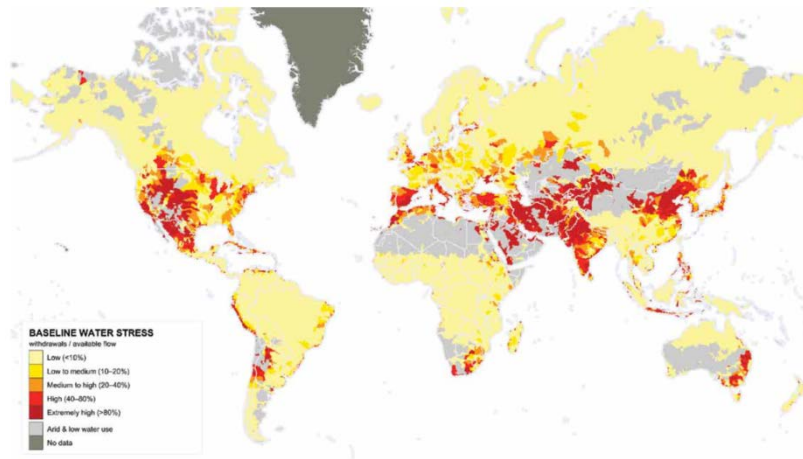 BASELINE WATER STRESS
withdrawals / available flow
Low (<10%)
Low to medium (10–20%)
Medium to high (20–40%)
High (40–80%)
Extremely high (>80%)
Arid & low water use
No data